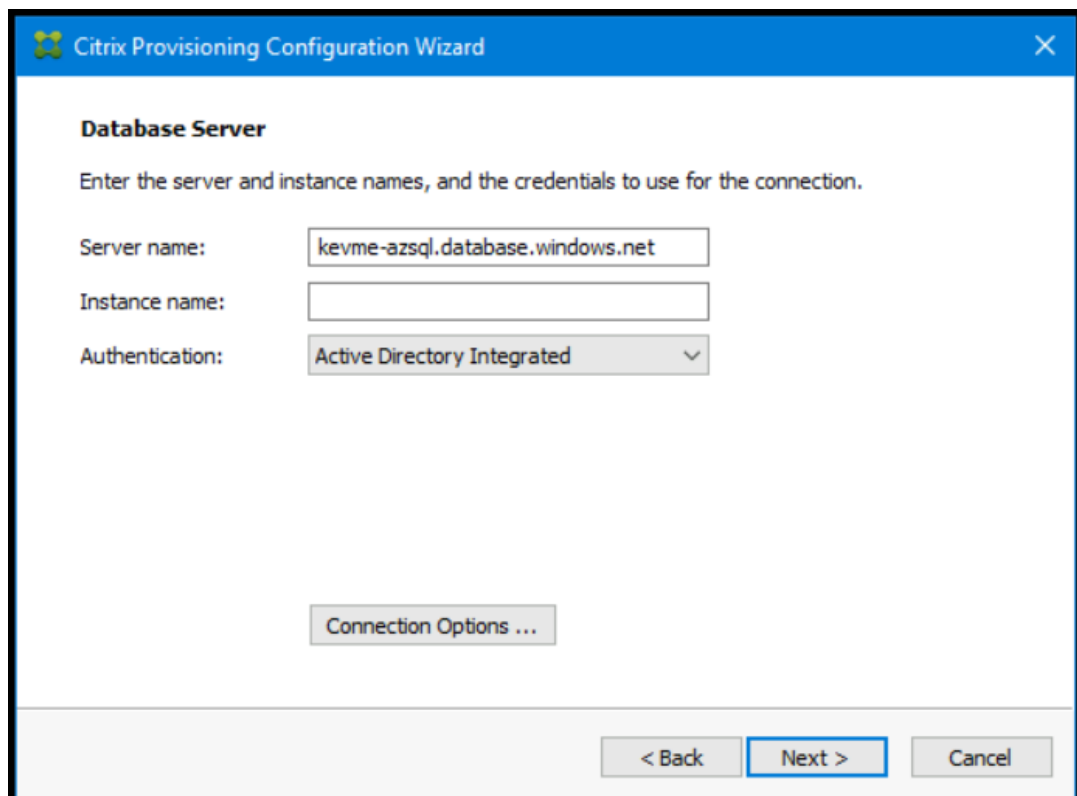 Citrix Provisioning Configuration Wizard
Database Server
Enter the server and instance names, and the credentials to use for the connection.
Server name: kevme-azsql.database.windows.net
Instance name:
Authentication: Active Directory Integrated
Connection Options ...
< Back Next > Cancel